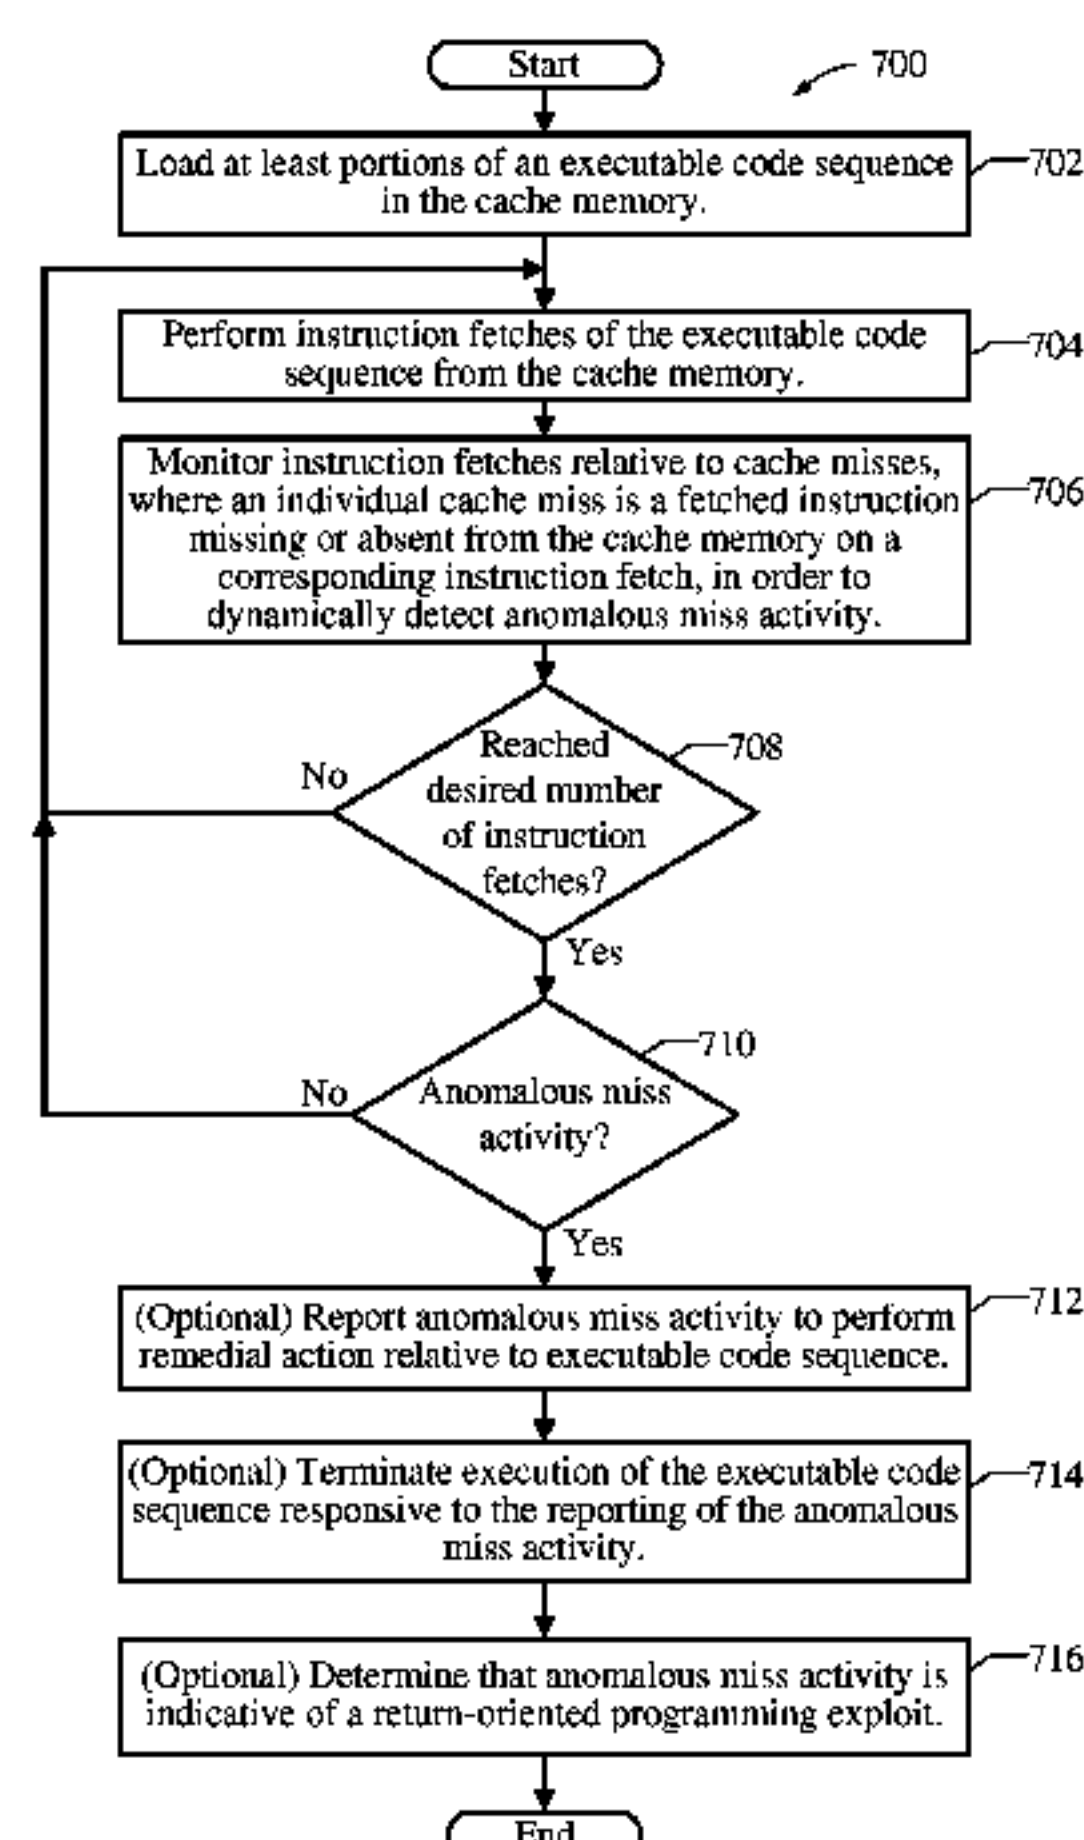 Start
700
Load at least portions of an executable code sequence
in the cache memory.
702
Perform instruction fetches of the executable code
sequence from the cache memory.
704
Monitor instruction fetches relative to cache misses,
where an individual cache miss is a fetched instruction
missing or absent from the cache memory on a
corresponding instruction fetch, in order to
dynamically detect anomalous miss activity.
706
Reached
desired number
of instruction
fetches?
708
No
Yes
Anomalous miss
activity?
710
No
Yes
(Optional) Report anomalous miss activity to perform
remedial action relative to executable code sequence.
712
(Optional) Terminate execution of the executable code
sequence responsive to the reporting of the anomalous
miss activity.
714
(Optional) Determine that anomalous miss activity is
indicative of a return-oriented programming exploit.
716
End